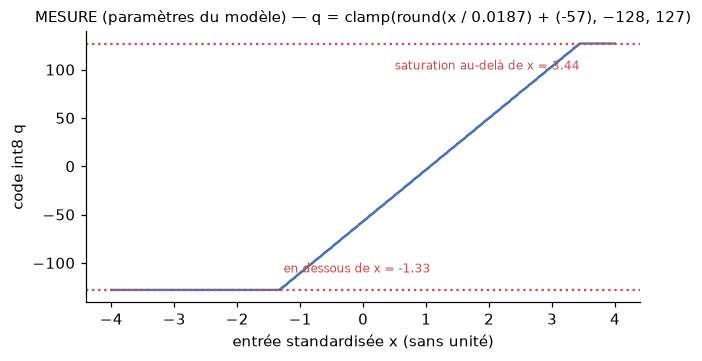 MESURE (paramètres du modèle) — q = clamp(round(x / 0.0187) + (-57), −128, 127)
100
50
0
−50
−100
code int8 q
saturation au-delà de x = 3.44
en dessous de x = -1.33
−4
−3
−2
−1
0
1
2
3
4
entrée standardisée x (sans unité)